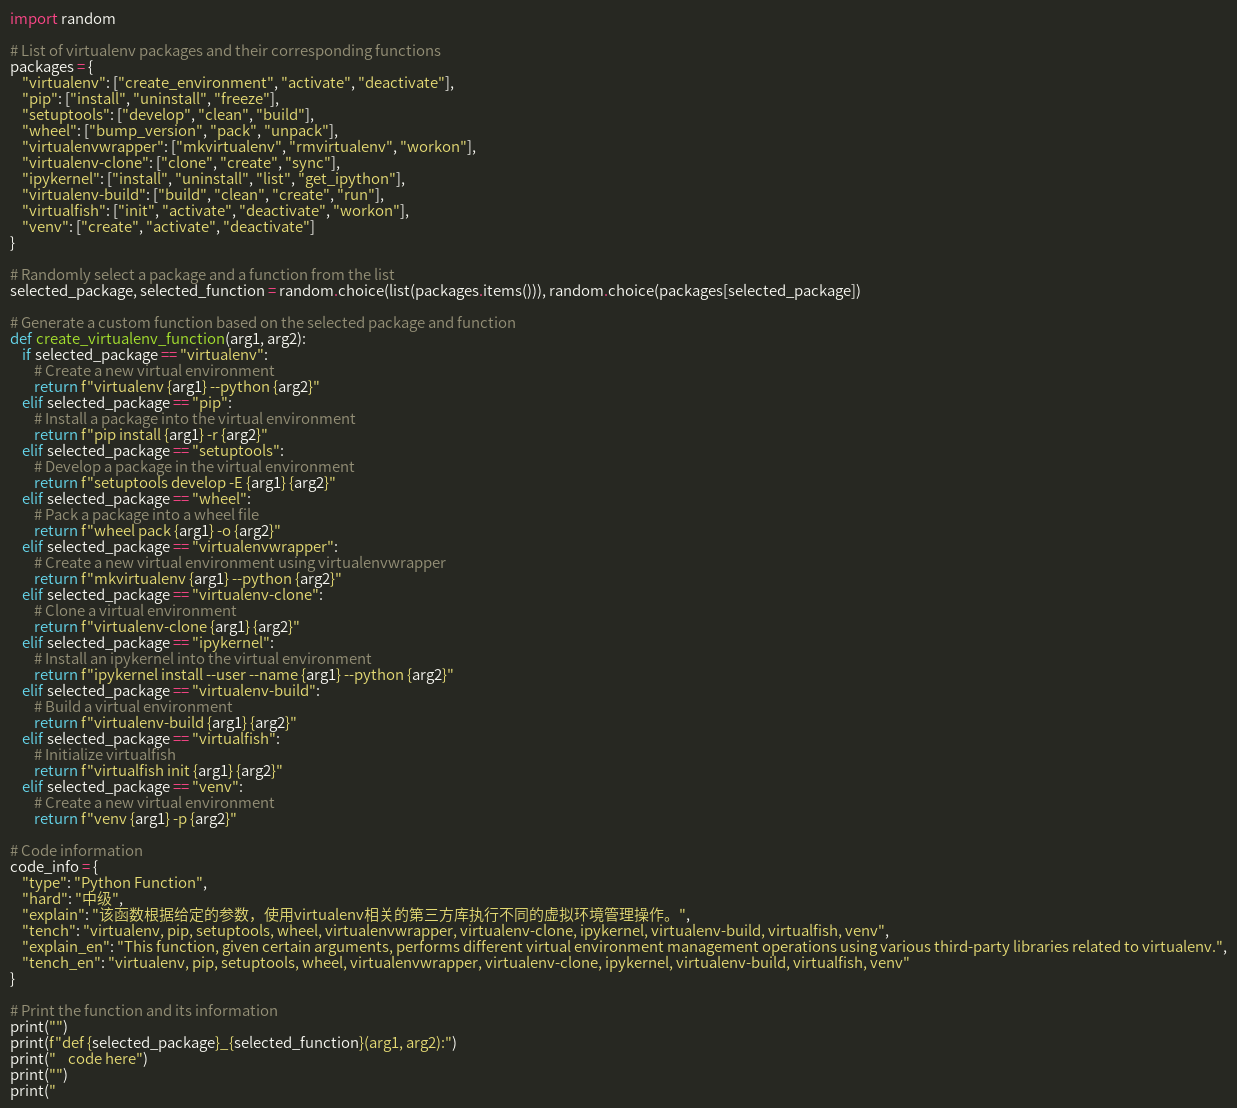 import random

# List of virtualenv packages and their corresponding functions
packages = {
    "virtualenv": ["create_environment", "activate", "deactivate"],
    "pip": ["install", "uninstall", "freeze"],
    "setuptools": ["develop", "clean", "build"],
    "wheel": ["bump_version", "pack", "unpack"],
    "virtualenvwrapper": ["mkvirtualenv", "rmvirtualenv", "workon"],
    "virtualenv-clone": ["clone", "create", "sync"],
    "ipykernel": ["install", "uninstall", "list", "get_ipython"],
    "virtualenv-build": ["build", "clean", "create", "run"],
    "virtualfish": ["init", "activate", "deactivate", "workon"],
    "venv": ["create", "activate", "deactivate"]
}

# Randomly select a package and a function from the list
selected_package, selected_function = random.choice(list(packages.items())), random.choice(packages[selected_package])

# Generate a custom function based on the selected package and function
def create_virtualenv_function(arg1, arg2):
    if selected_package == "virtualenv":
        # Create a new virtual environment
        return f"virtualenv {arg1} --python {arg2}"
    elif selected_package == "pip":
        # Install a package into the virtual environment
        return f"pip install {arg1} -r {arg2}"
    elif selected_package == "setuptools":
        # Develop a package in the virtual environment
        return f"setuptools develop -E {arg1} {arg2}"
    elif selected_package == "wheel":
        # Pack a package into a wheel file
        return f"wheel pack {arg1} -o {arg2}"
    elif selected_package == "virtualenvwrapper":
        # Create a new virtual environment using virtualenvwrapper
        return f"mkvirtualenv {arg1} --python {arg2}"
    elif selected_package == "virtualenv-clone":
        # Clone a virtual environment
        return f"virtualenv-clone {arg1} {arg2}"
    elif selected_package == "ipykernel":
        # Install an ipykernel into the virtual environment
        return f"ipykernel install --user --name {arg1} --python {arg2}"
    elif selected_package == "virtualenv-build":
        # Build a virtual environment
        return f"virtualenv-build {arg1} {arg2}"
    elif selected_package == "virtualfish":
        # Initialize virtualfish
        return f"virtualfish init {arg1} {arg2}"
    elif selected_package == "venv":
        # Create a new virtual environment
        return f"venv {arg1} -p {arg2}"

# Code information
code_info = {
    "type": "Python Function",
    "hard": "中级",
    "explain": "该函数根据给定的参数，使用virtualenv相关的第三方库执行不同的虚拟环境管理操作。",
    "tench": "virtualenv, pip, setuptools, wheel, virtualenvwrapper, virtualenv-clone, ipykernel, virtualenv-build, virtualfish, venv",
    "explain_en": "This function, given certain arguments, performs different virtual environment management operations using various third-party libraries related to virtualenv.",
    "tench_en": "virtualenv, pip, setuptools, wheel, virtualenvwrapper, virtualenv-clone, ipykernel, virtualenv-build, virtualfish, venv"
}

# Print the function and its information
print("")
print(f"def {selected_package}_{selected_function}(arg1, arg2):")
print("    code here")
print("")
print("